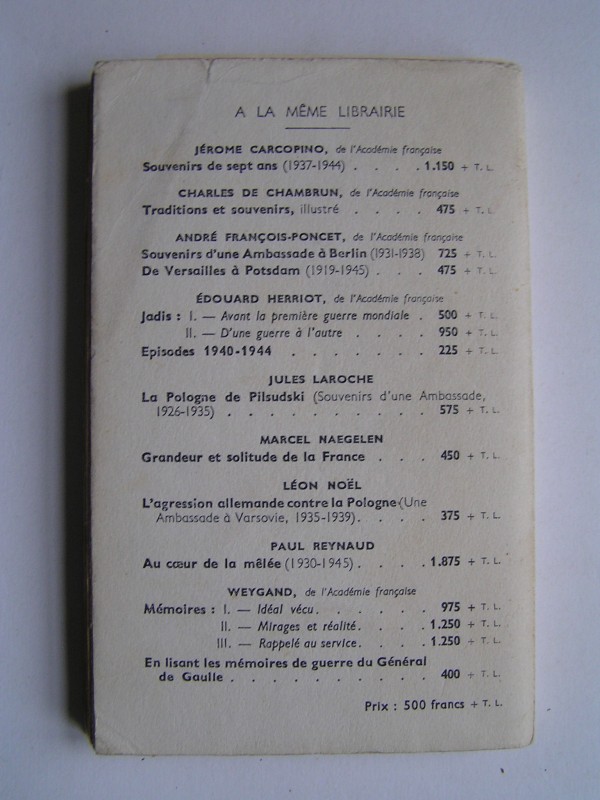 A LA MÊME LIBRAIRIE
JÉROME CARCOPINO, de l'Académie française
Souvenirs de sept ans (1937-1944) . . . . 1.150 + T. L.
CHARLES DE CHAMBRUN, de l'Académie française
Traditions et souvenirs, illustré . . . . 475 + T. L.
ANDRÉ FRANÇOIS-PONCET, de l'Académie française
Souvenirs d'une Ambassade à Berlin (1931-1938) 725 + T. L.
De Versailles à Potsdam (1919-1945) . . . 475 + T. L.
ÉDOUARD HERRIOT, de l'Académie française
Jadis : I. — Avant la première guerre mondiale . 500 + T. L.
II. — D'une guerre à l'autre . . . 950 + T. L.
Episodes 1940-1944 . . . . . . . 225 + T. L.
JULES LAROCHE
La Pologne de Pilsudski (Souvenirs d'une Ambassade,
1926-1935) . . . . . . . . . . 575 + T. L.
MARCEL NAEGELEN
Grandeur et solitude de la France . . . 450 + T. L.
LÉON NOËL
L'agression allemande contre la Pologne (Une
Ambassade à Varsovie, 1935-1939). . . . 375 + T. L.
PAUL REYNAUD
Au cœur de la mêlée (1930-1945) . . . . 1.875 + T. L.
WEYGAND, de l'Académie française
Mémoires : I. — Idéal vécu. . . . . . 975 + T. L.
II. — Mirages et réalité. . . . 1.250 + T. L.
III. — Rappelé au service. . . . 1.250 + T. L.
En lisant les mémoires de guerre du Général
de Gaulle . . . . . . . . . . 400 + T. L.
Prix : 500 francs + T. L.